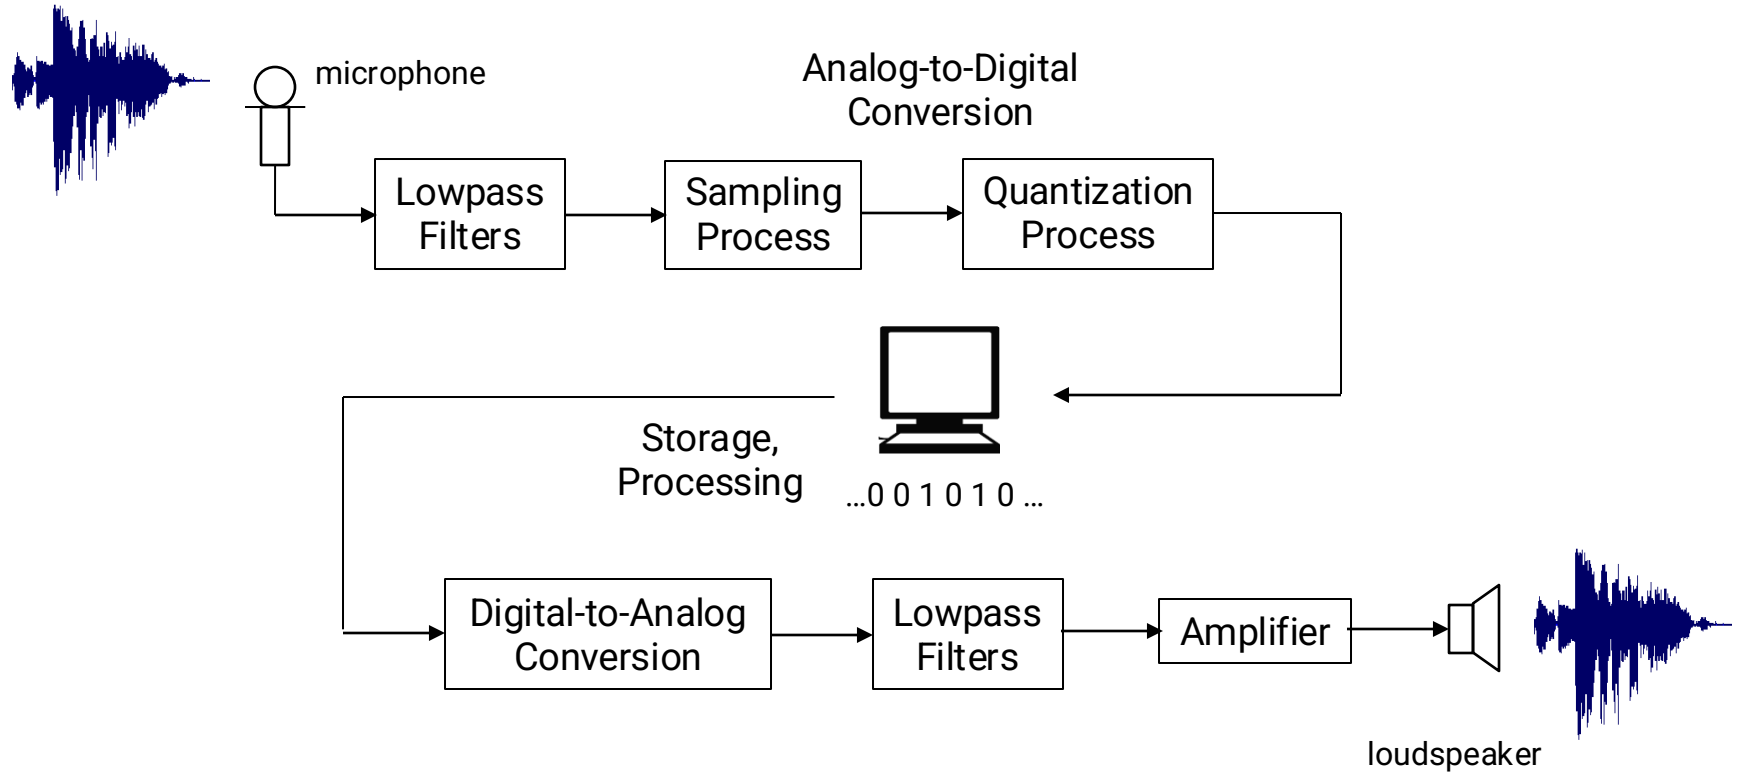 microphone
Analog-to-Digital
Conversion
Lowpass
Filters
Sampling
Process
Quantization
Process
Storage,
Processing
...0 0 1 0 1 0 ...
Digital-to-Analog
Conversion
Lowpass
Filters
Amplifier
loudspeaker